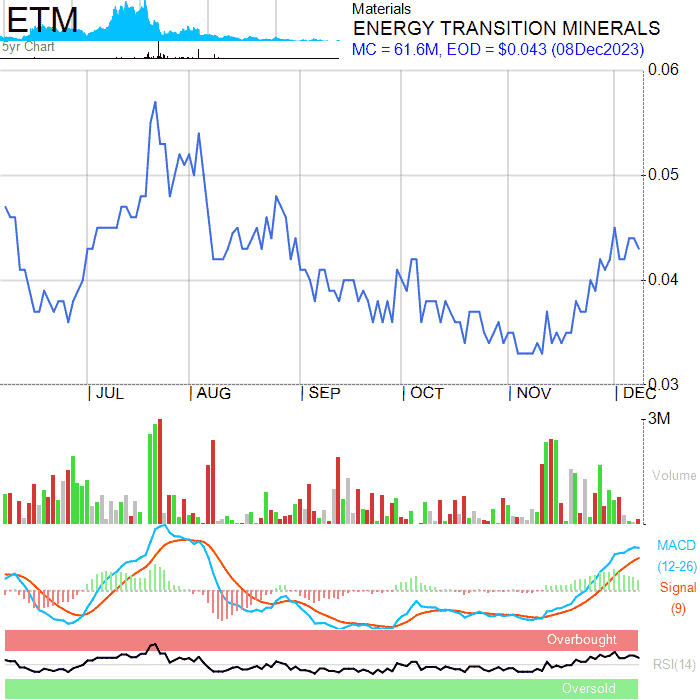 ETM
5yr Chart
Materials
ENERGY TRANSITION MINERALS
MC = 61.6M, EOD = $0.043 (08Dec2023)
0.06
0.05
0.04
0.03
JUL AUG SEP OCT NOV DEC
3M
Volume
MACD
(12-26)
Signal
(9)
Overbought
RSI(14)
Oversold